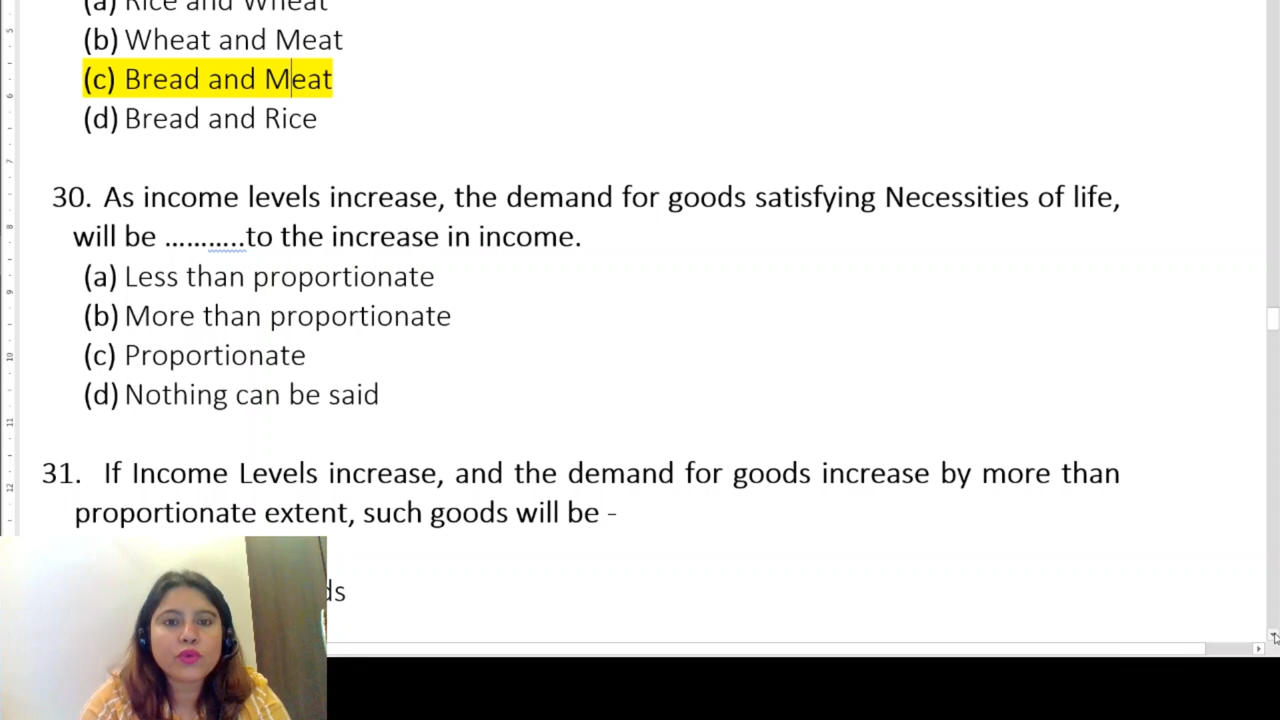 (a) Rice and Wheat
(b) Wheat and Meat
(c) Bread and Meat
(d) Bread and Rice
30. As income levels increase, the demand for goods satisfying Necessities of life,
will be ………..to the increase in income.
(a) Less than proportionate
(b) More than proportionate
(c) Proportionate
(d) Nothing can be said
31. If Income Levels increase, and the demand for goods increase by more than
proportionate extent, such goods will be -